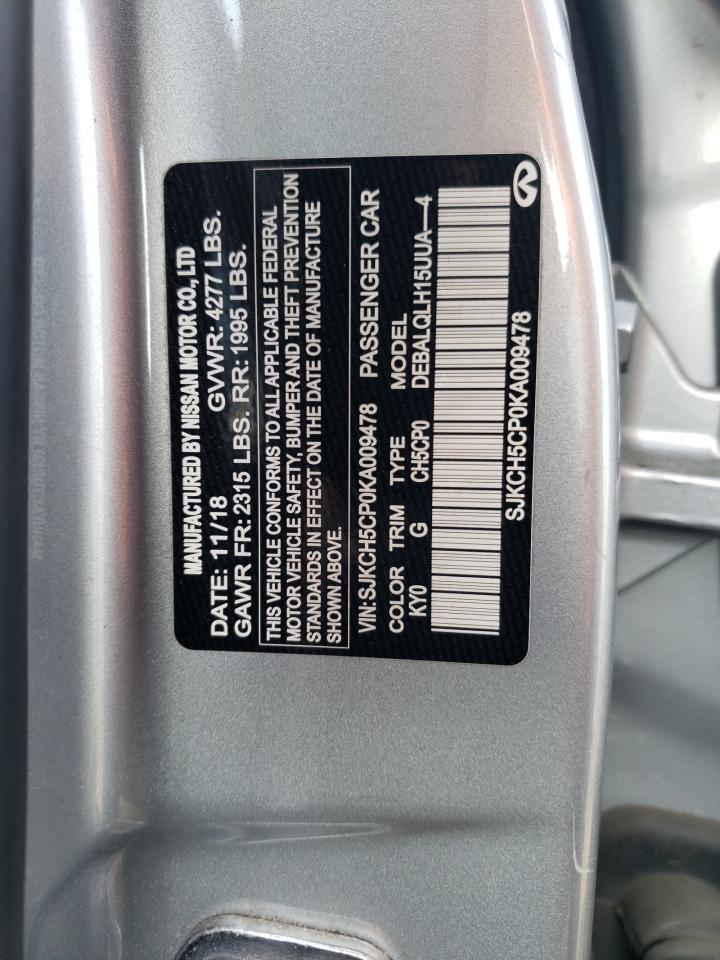 MANUFACTURED BY NISSAN MOTOR CO., LTD
DATE: 11/18 GVWR: 4277 LBS.
GAWR FR: 2315 LBS. RR: 1995 LBS.
THIS VEHICLE CONFORMS TO ALL APPLICABLE FEDERAL
MOTOR VEHICLE SAFETY, BUMPER AND THEFT PREVENTION
STANDARDS IN EFFECT ON THE DATE OF MANUFACTURE
SHOWN ABOVE.
VIN: SJKCH5CP0KA009478 PASSENGER CAR
COLOR TRIM TYPE MODEL
KY0 G CH5CP0 DEBALQLH15UUA-4
SJKCH5CP0KA009478